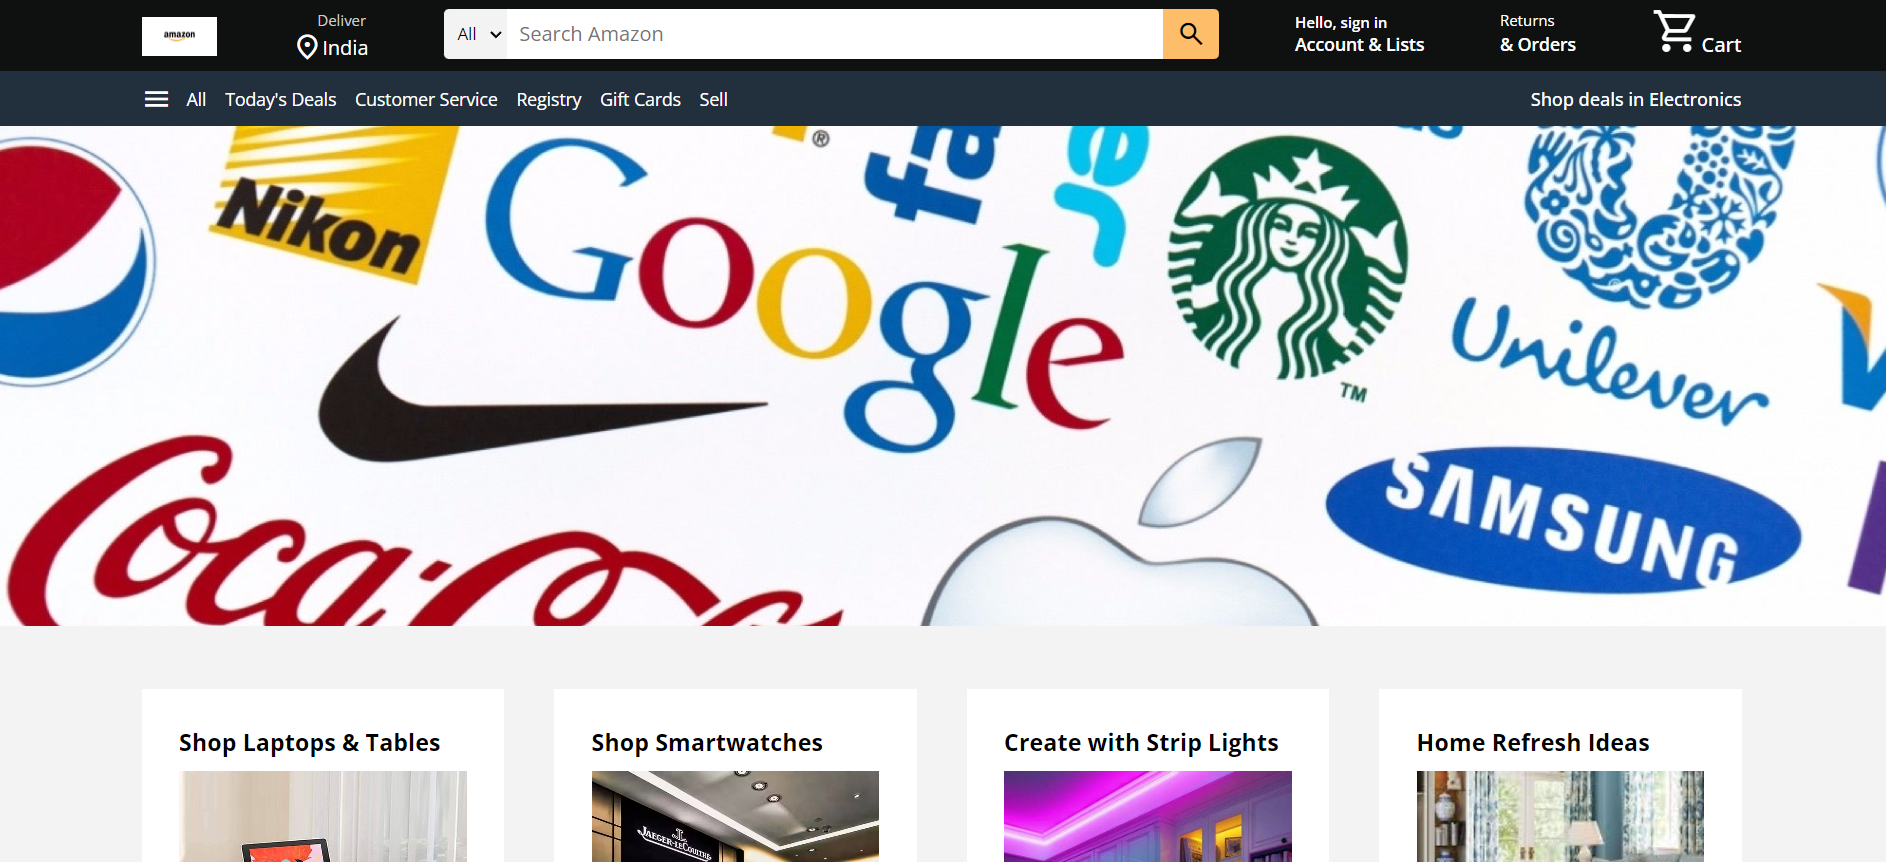 amazon
Deliver
India
All
Search Amazon
Hello, sign in
Account & Lists
Returns
& Orders
Cart
All Today's Deals Customer Service Registry Gift Cards Sell
Shop deals in Electronics
Nikon
®
Google
fa
TM
Unilever
SAMSUNG
Coca
Shop Laptops & Tables
Shop Smartwatches
Create with Strip Lights
Home Refresh Ideas
JAEGER-LECOULTRE